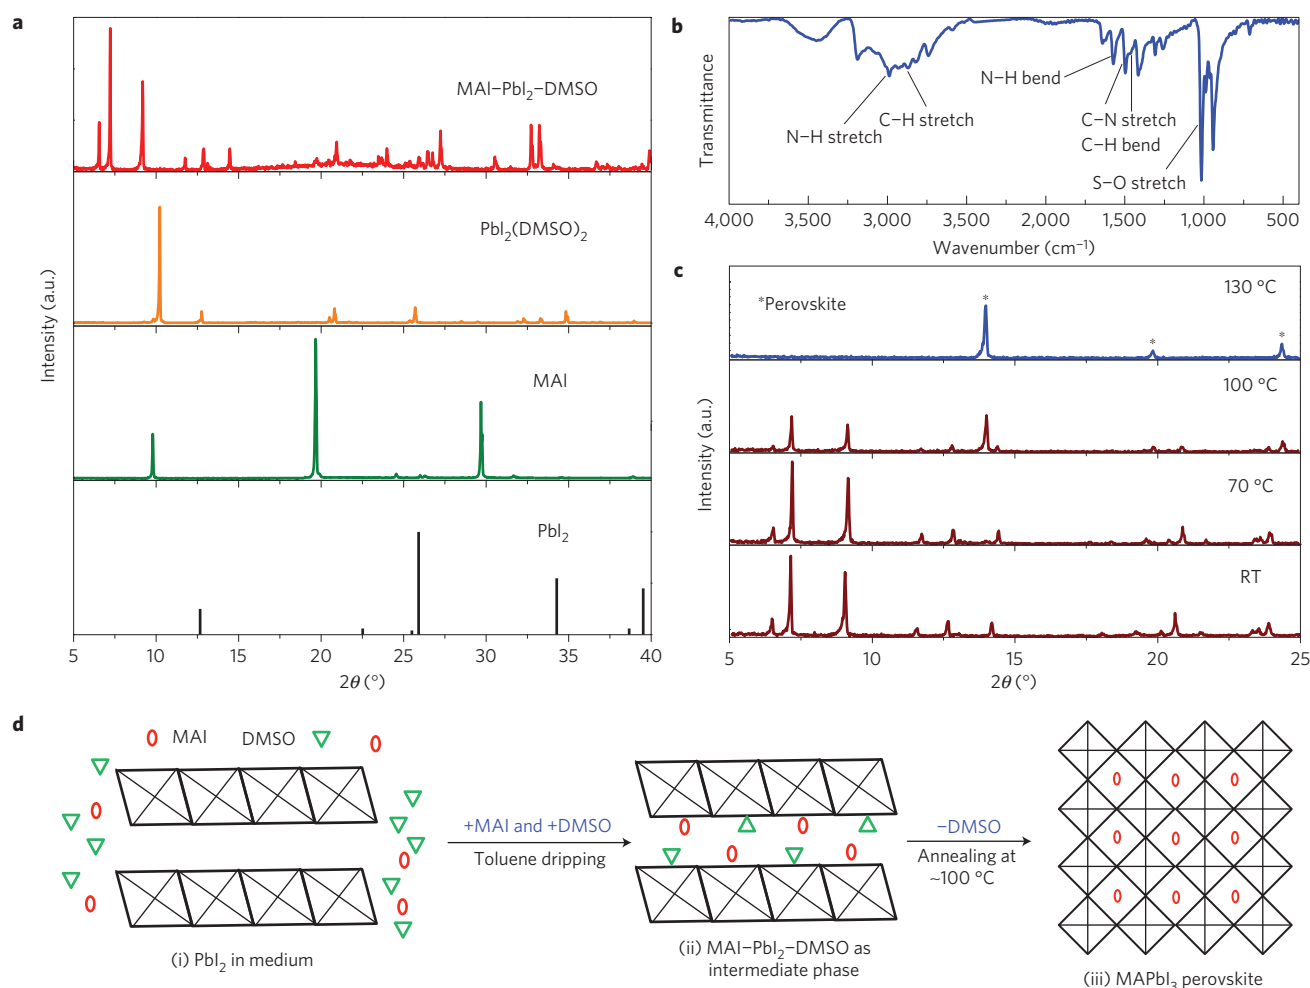 a
MAI–PbI2–DMSO
PbI2(DMSO)2
MAI
PbI2
Intensity (a.u.)
5 10 15 20 25 30 35 40
2θ (°)
b
Transmittance
N–H stretch
C–H stretch
N–H bend
C–N stretch
C–H bend
S–O stretch
4,000 3,500 3,000 3,500 2,000 1,500 1,000 500
Wavenumber (cm–1)
c
*Perovskite
* * *
130 °C
100 °C
70 °C
RT
Intensity (a.u.)
5 10 15 20 25
2θ (°)
d
MAI DMSO
(i) PbI2 in medium
+MAI and +DMSO
Toluene dripping
(ii) MAI–PbI2–DMSO as
intermediate phase
–DMSO
Annealing at
~100 °C
(iii) MAPbI3 perovskite